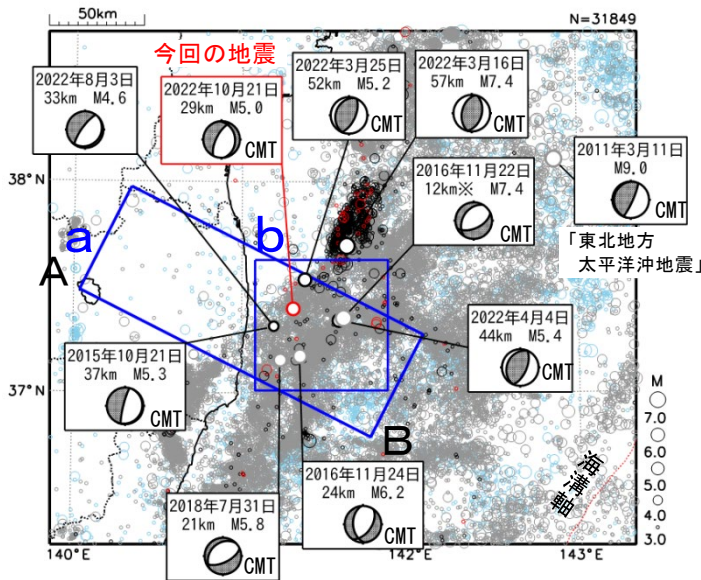 50km
N=31849
今回の地震
2022年8月3日
33km M4.6
2022年10月21日
29km M5.0
CMT
2022年3月25日
52km M5.2
CMT
2022年3月16日
57km M7.4
CMT
2011年3月11日
M9.0
CMT
「東北地方
太平洋沖地震」
2016年11月22日
12km※ M7.4
CMT
38°N
a
b
A
2015年10月21日
37km M5.3
CMT
2022年4月4日
44km M5.4
CMT
37°N
B
M
7.0
6.0
5.0
4.0
3.0
海溝軸
2018年7月31日
21km M5.8
CMT
2016年11月24日
24km M6.2
CMT
140°E
142°E
143°E